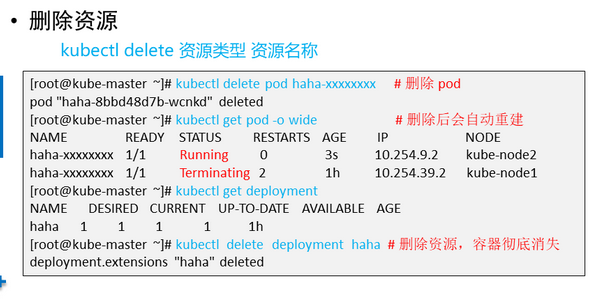 • 删除资源
kubectl delete 资源类型 资源名称
[root@kube-master ~]# kubectl delete pod haha-xxxxxxxx # 删除 pod
pod "haha-8bbd48d7b-wcnkd" deleted
[root@kube-master ~]# kubectl get pod -o wide # 删除后会自动重建
NAME READY STATUS RESTARTS AGE IP NODE
haha-xxxxxxxx 1/1 Running 0 3s 10.254.9.2 kube-node2
haha-xxxxxxxx 1/1 Terminating 2 1h 10.254.39.2 kube-node1
[root@kube-master ~]# kubectl get deployment
NAME DESIRED CURRENT UP-TO-DATE AVAILABLE AGE
haha 1 1 1 1 1h
[root@kube-master ~]# kubectl delete deployment haha # 删除资源，容器彻底消失
deployment.extensions "haha" deleted